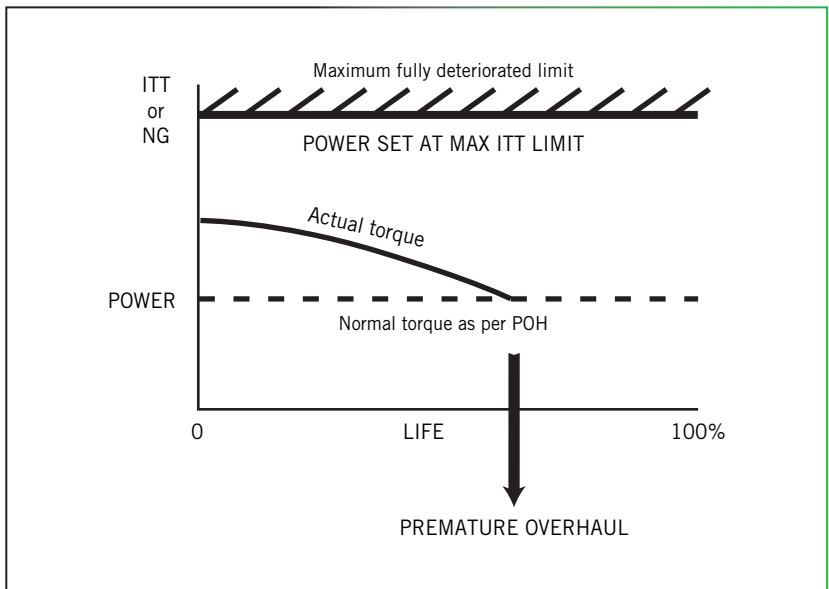 Maximum fully deteriorated limit
ITT
or
NG
POWER SET AT MAX ITT LIMIT
Actual torque
POWER
Normal torque as per POH
0 LIFE 100%
PREMATURE OVERHAUL